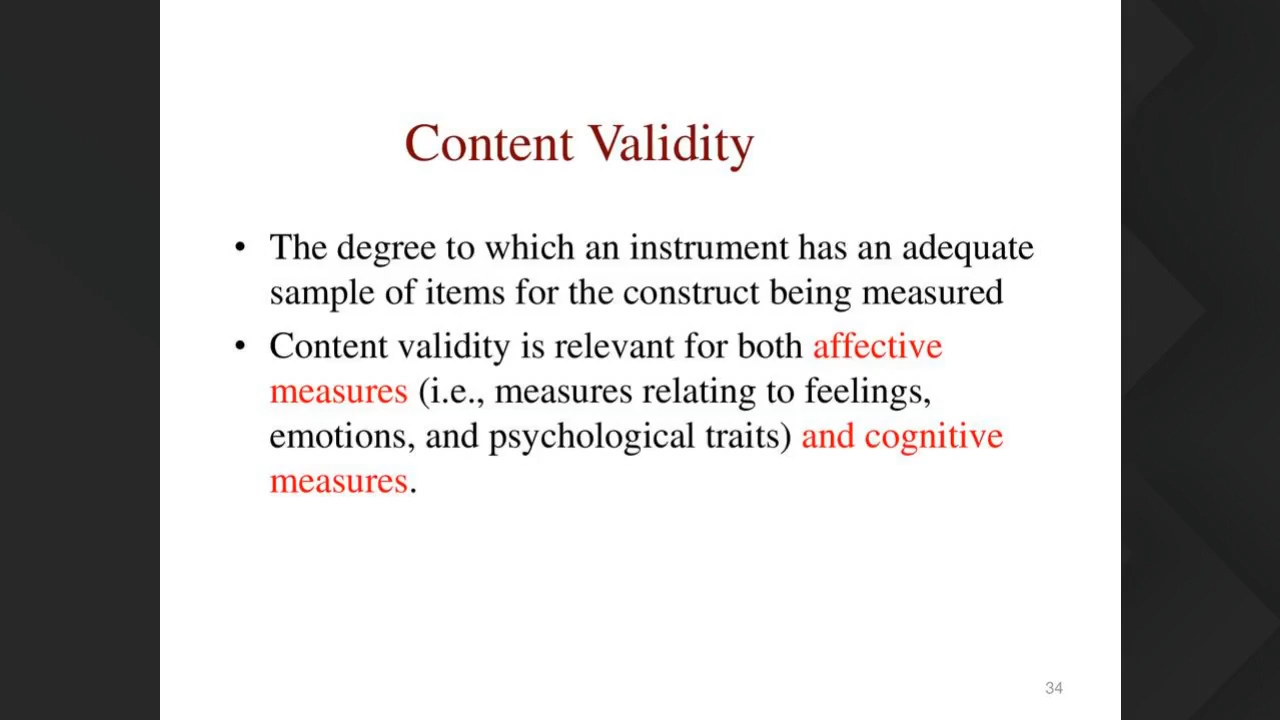 Content Validity
• The degree to which an instrument has an adequate
sample of items for the construct being measured
• Content validity is relevant for both affective
measures (i.e., measures relating to feelings,
emotions, and psychological traits) and cognitive
measures.
34